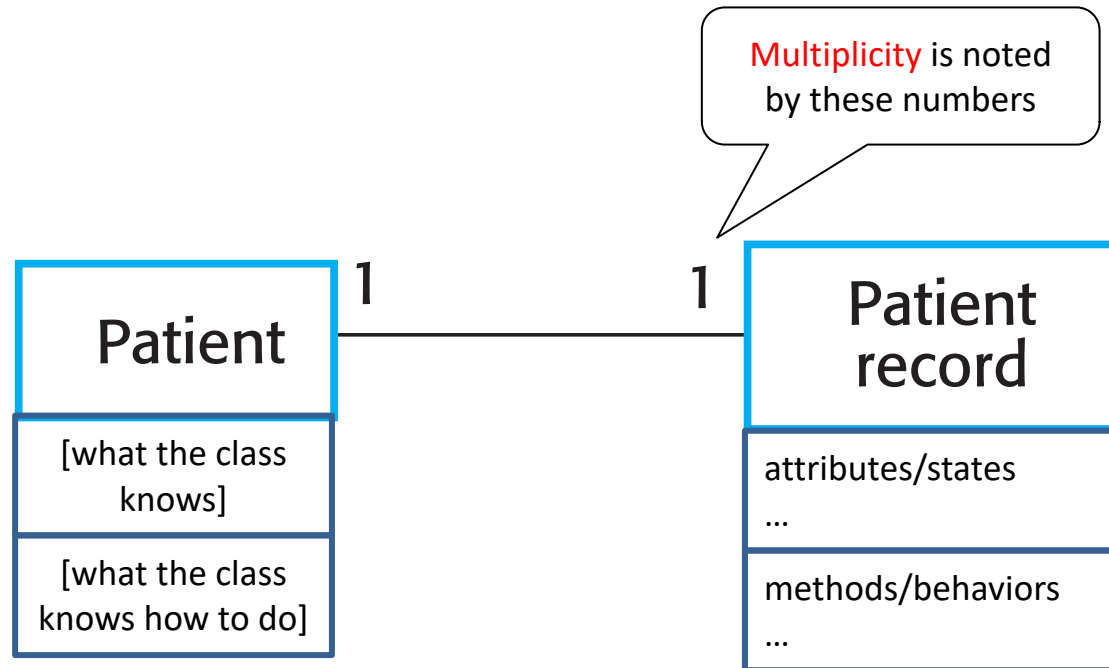 Multiplicity is noted
by these numbers
1
1
Patient
Patient
record
[what the class
knows]
[what the class
knows how to do]
attributes/states
…
methods/behaviors
…